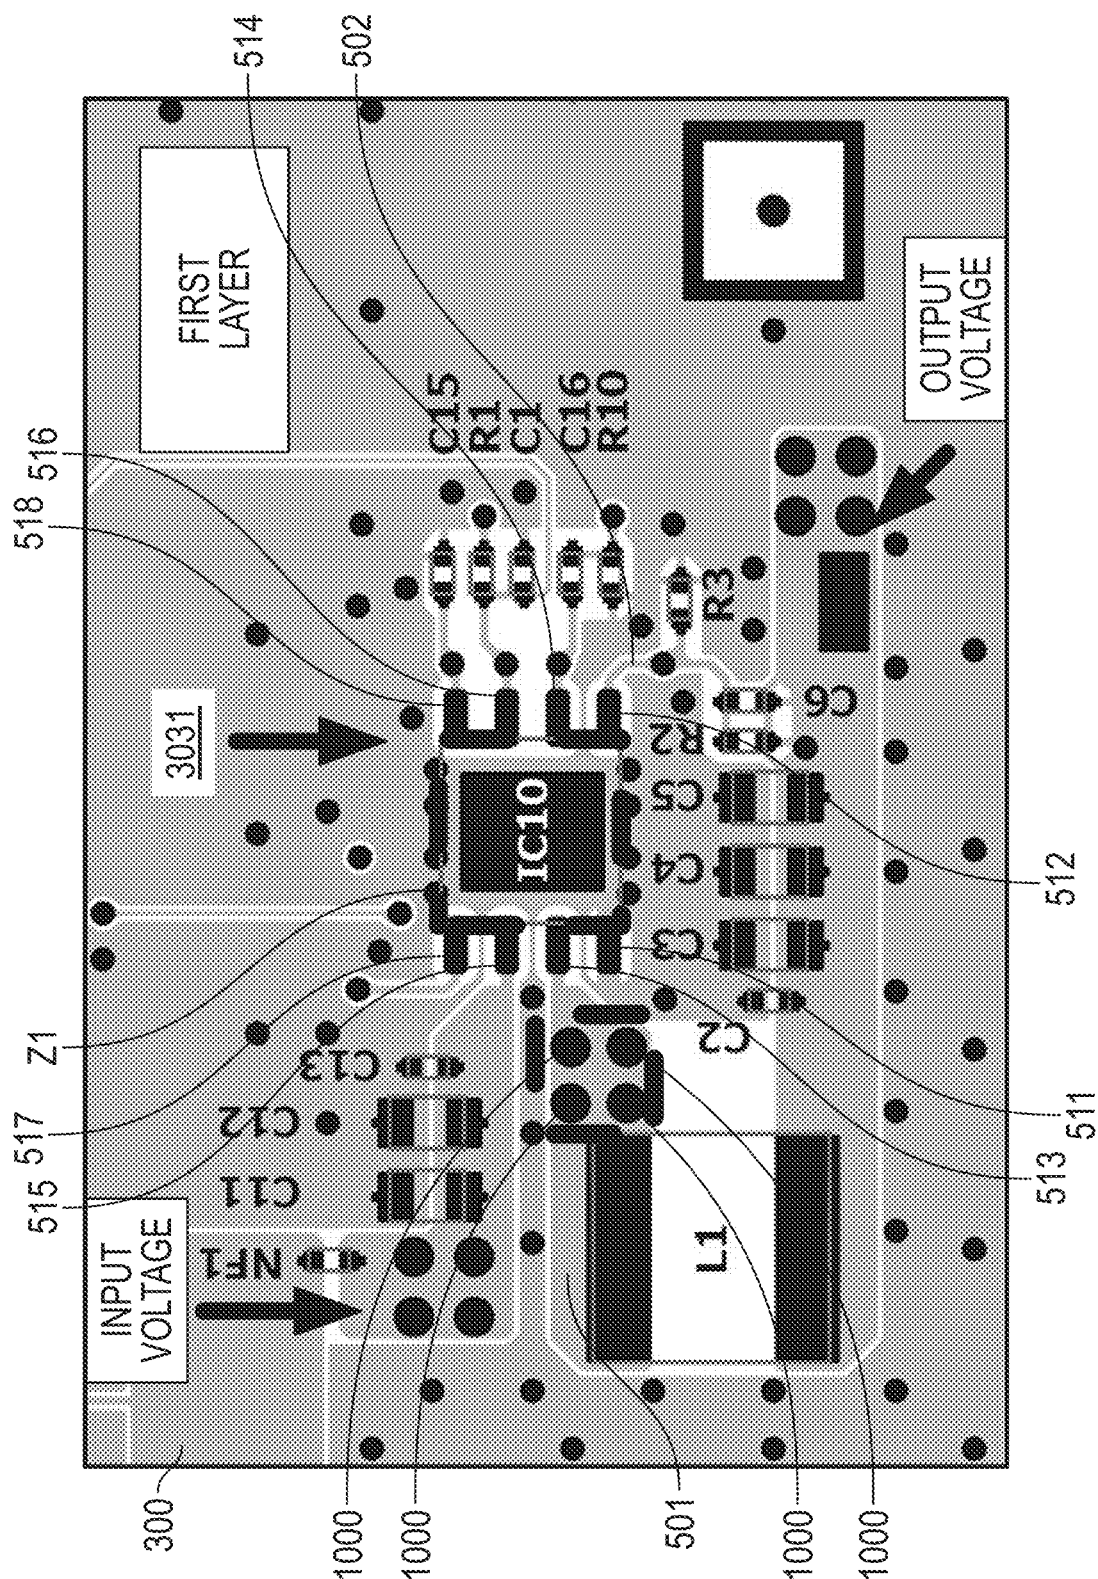 514
502
516
518
FIRST
LAYER
3031
C15
R1
C1
C16
R10
R3
OUTPUT
VOLTAGE
IC10
R2
C6
C5
C4
C3
C2
512
Z1
517
515
C13
C12
C11
NF1
INPUT
VOLTAGE
L1
511
513
300
1000
1000
501
1000
1000